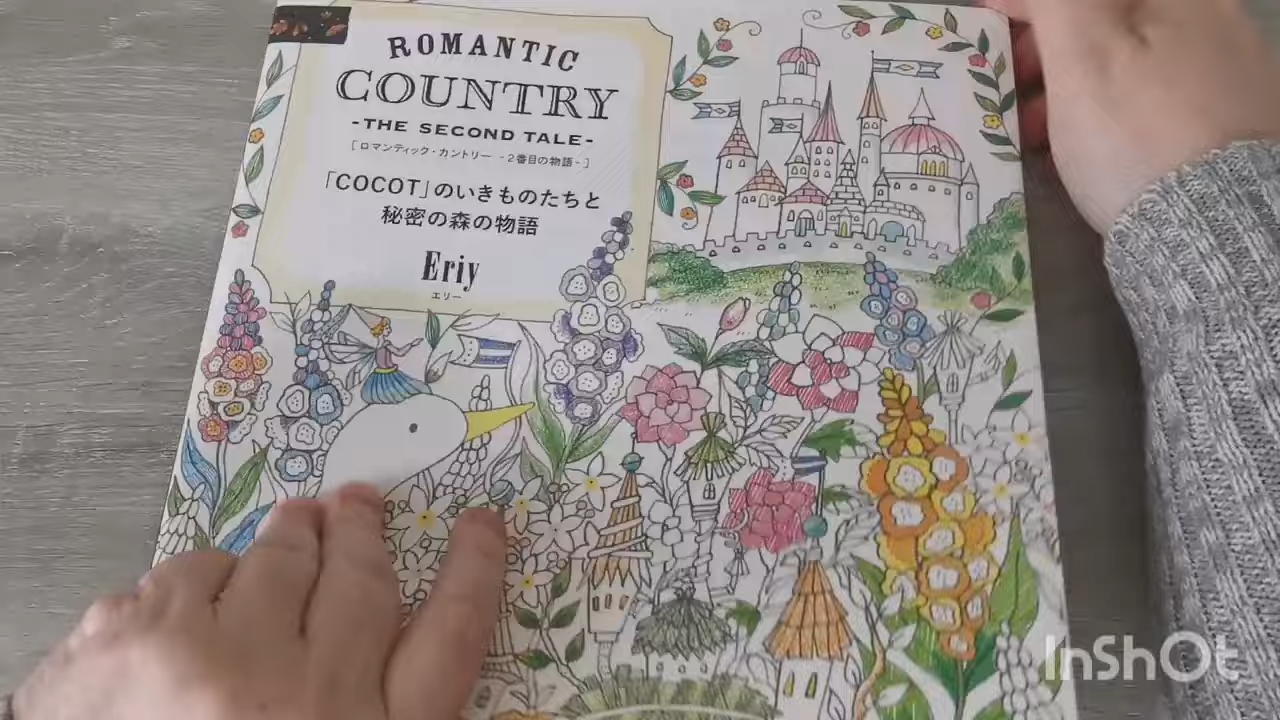 ROMANTIC
COUNTRY
-THE SECOND TALE-
[ロマンティック・カントリー -2番目の物語-]
「COCOT」のいきものたちと
秘密の森の物語
Eriy
エリー
InShOt